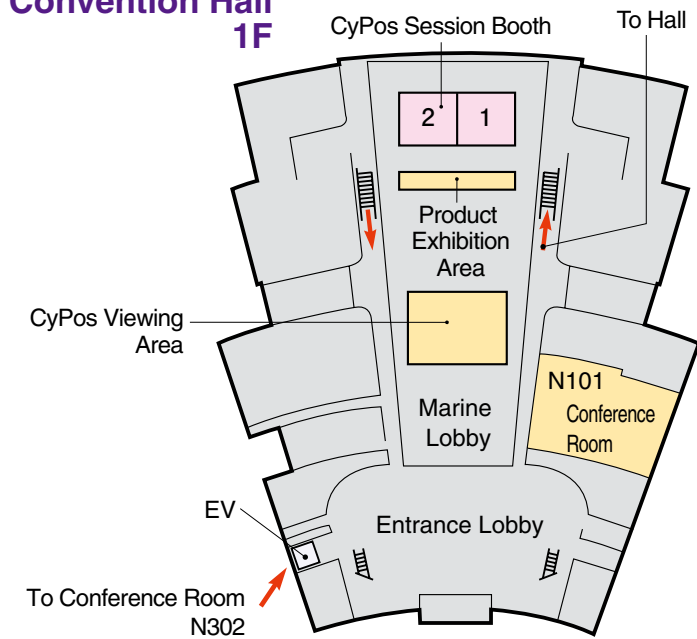 Convention Hall
1F
CyPos Session Booth
To Hall
2
1
Product
Exhibition
Area
CyPos Viewing
Area
N101
Conference
Room
Marine
Lobby
EV
Entrance Lobby
To Conference Room
N302